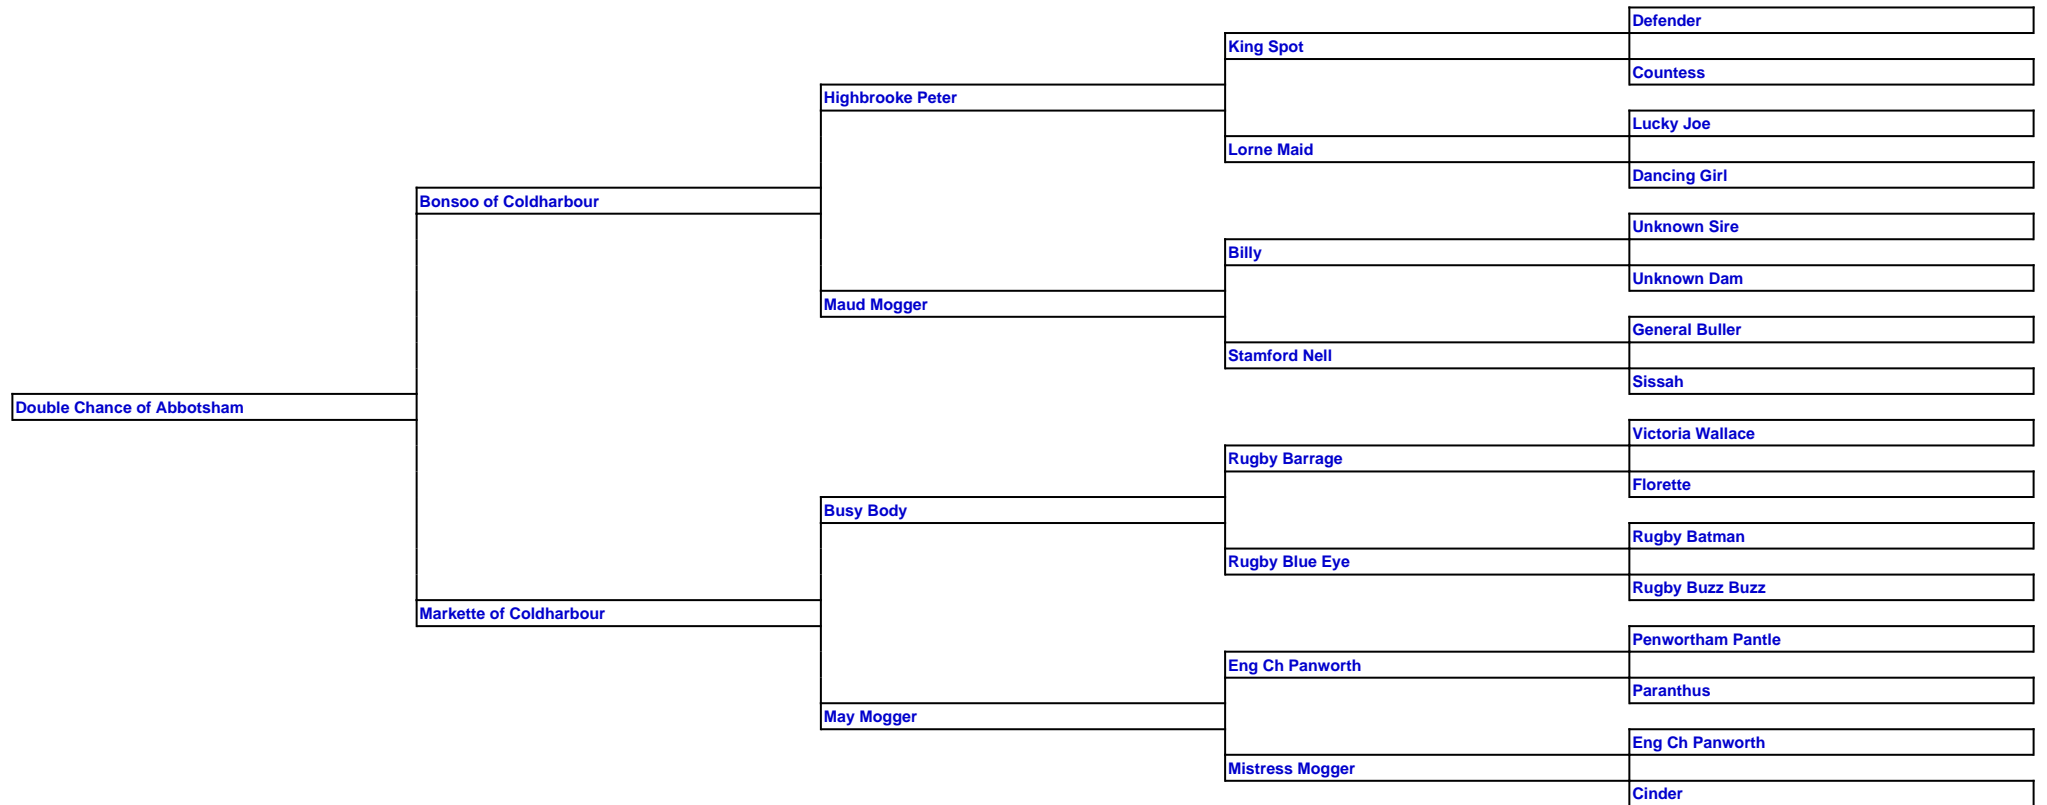 Defender
King Spot
Countess
Highbrooke Peter
Lucky Joe
Lorne Maid
Dancing Girl
Bonsoo of Coldharbour
Unknown Sire
Billy
Unknown Dam
Maud Mogger
General Buller
Stamford Nell
Sissah
Double Chance of Abbotsham
Victoria Wallace
Rugby Barrage
Florette
Busy Body
Rugby Batman
Rugby Blue Eye
Rugby Buzz Buzz
Markette of Coldharbour
Penwortham Pantle
Eng Ch Panworth
Paranthus
May Mogger
Eng Ch Panworth
Mistress Mogger
Cinder